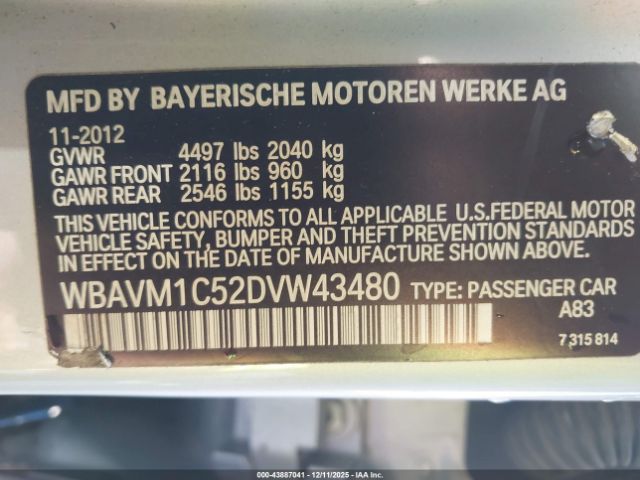 MFD BY BAYERISCHE MOTOREN WERKE AG
11-2012
GVWR 4497 lbs 2040 kg
GAWR FRONT 2116 lbs 960 kg
GAWR REAR 2546 lbs 1155 kg
THIS VEHICLE CONFORMS TO ALL APPLICABLE U.S.FEDERAL MOTOR
VEHICLE SAFETY, BUMPER AND THEFT PREVENTION STANDARDS
IN EFFECT ON THE DATE OF MANUFACTURE SHOWN ABOVE.
WBAVM1C52DVW43480 TYPE: PASSENGER CAR
A83
7 315 814
000-43887041 - 12/11/2025 - IAAI, Inc.